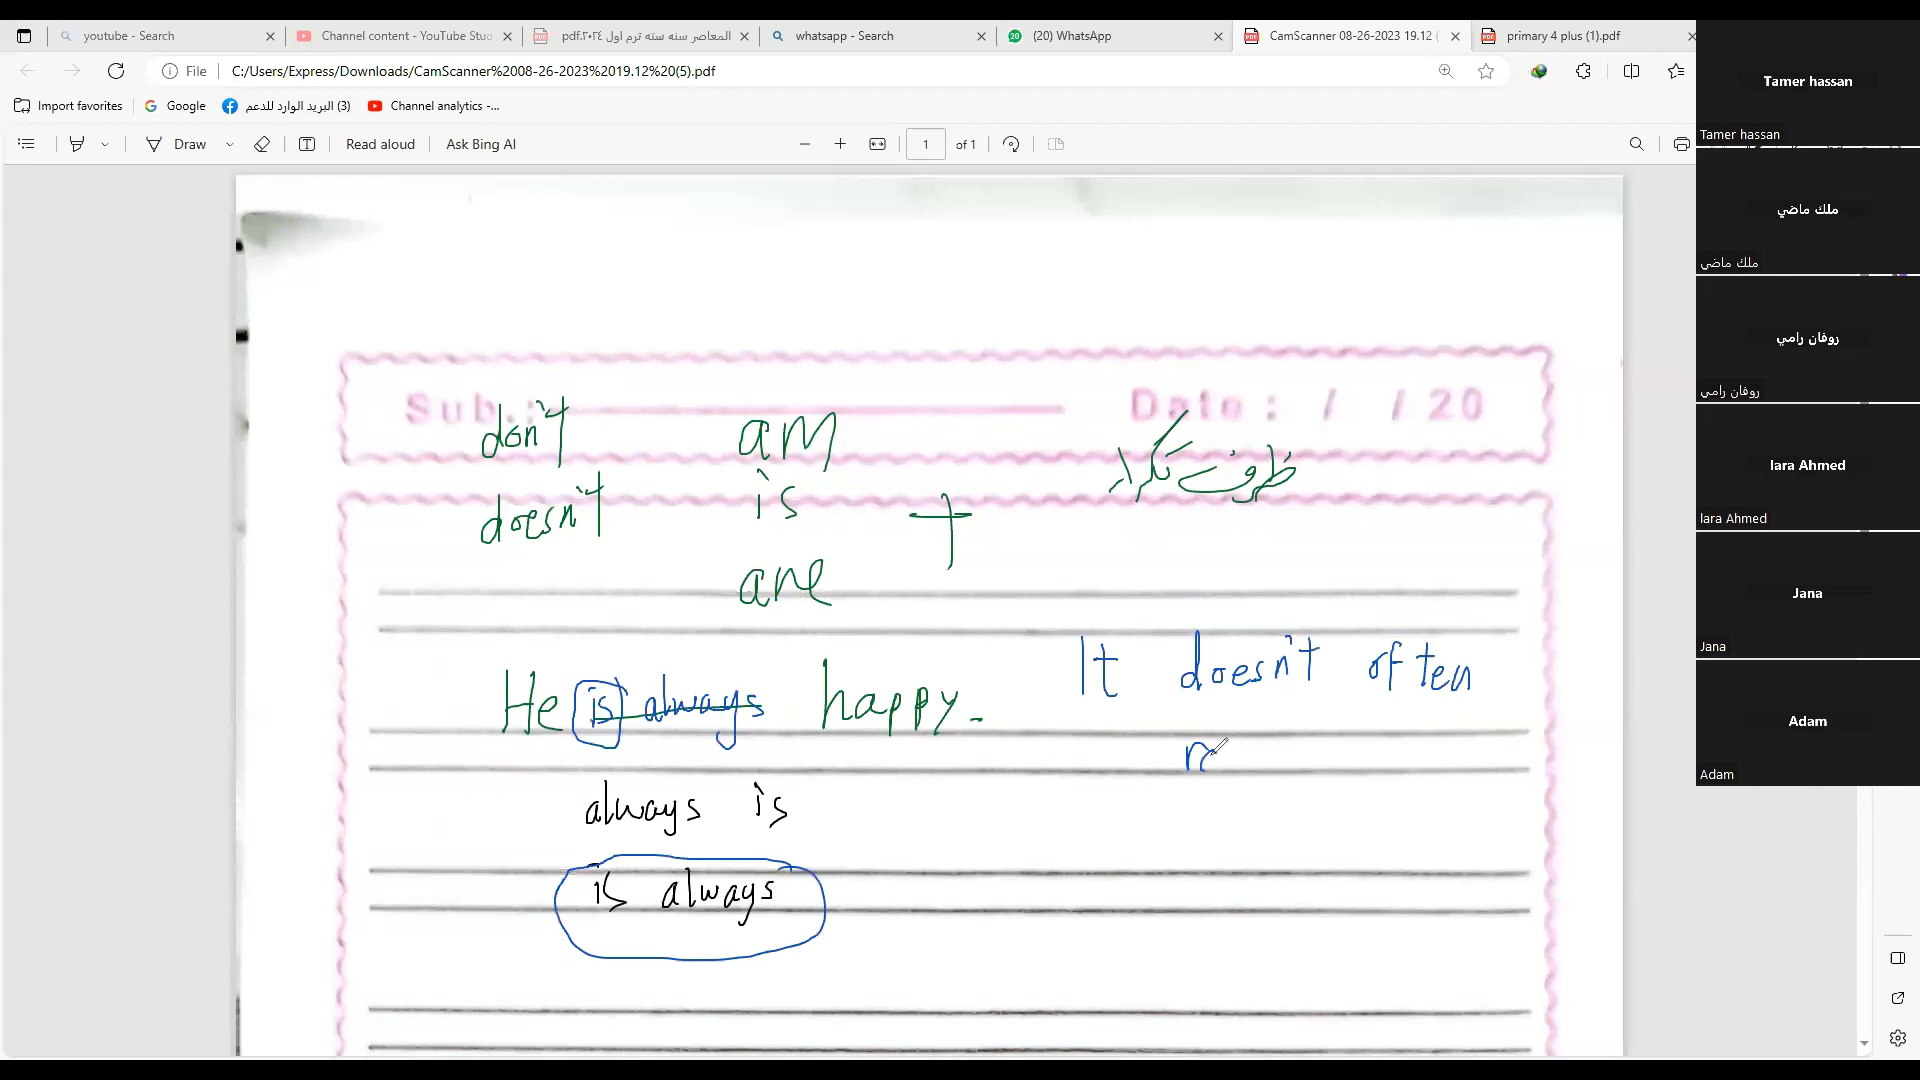 youtube - Search
Channel content - YouTube Stud
المعاصر سنه سته ترم اول ٢٠٢٤.pdf
whatsapp - Search
(20) WhatsApp
CamScanner 08-26-2023 19.12 (
primary 4 plus (1).pdf
File
C:/Users/Express/Downloads/CamScanner%2008-26-2023%2019.12%20(5).pdf
Import favorites
Google
(3) البريد الوارد للدعم
Channel analytics -...
Draw
Read aloud
Ask Bing AI
1
of 1
Sub.:
Date : / / 20
don't am ظروف تكرار
doesn't is +
are
It doesn't often
He is always happy.
always is
is always
Tamer hassan
Tamer hassan
ملك ماضي
ملك ماضي
روفان رامي
روفان رامي
lara Ahmed
lara Ahmed
Jana
Jana
Adam
Adam